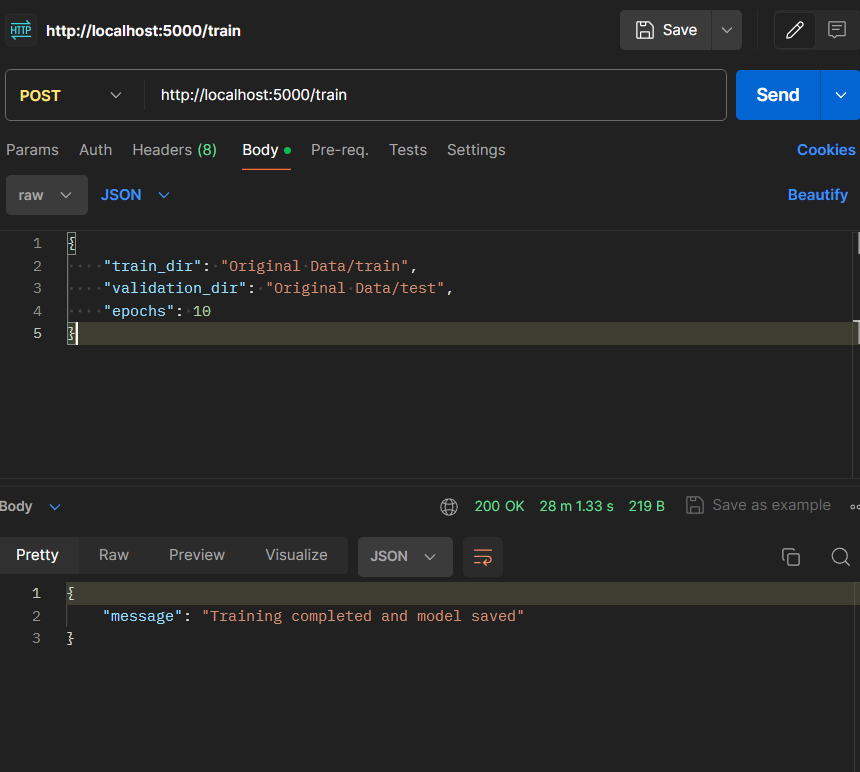 HTTP http://localhost:5000/train Save
POST http://localhost:5000/train Send
Params Auth Headers (8) Body Pre-req. Tests Settings Cookies
raw JSON Beautify
1 {
2 "train_dir": "Original Data/train",
3 "validation_dir": "Original Data/test",
4 "epochs": 10
5 }
Body 200 OK 28 m 1.33 s 219 B Save as example
Pretty Raw Preview Visualize JSON
1 {
2 "message": "Training completed and model saved"
3 }